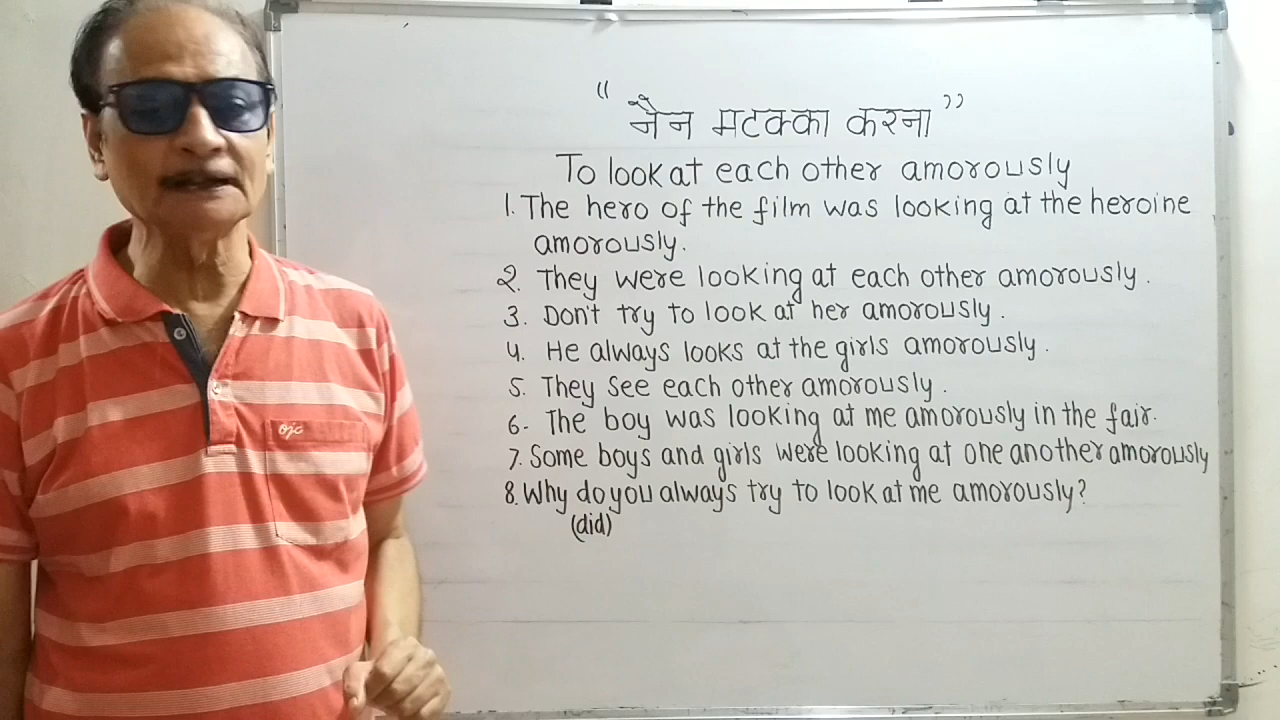 "नैन मटक्का करना"
To look at each other amorously
1. The hero of the film was looking at the heroine
amorously.
2. They were looking at each other amorously.
3. Don't try to look at her amorously.
4. He always looks at the girls amorously.
5. They see each other amorously.
6- The boy was looking at me amorously in the fair.
7. Some boys and girls were looking at one another amorously
8. Why do you always try to look at me amorously?
(did)
ojc